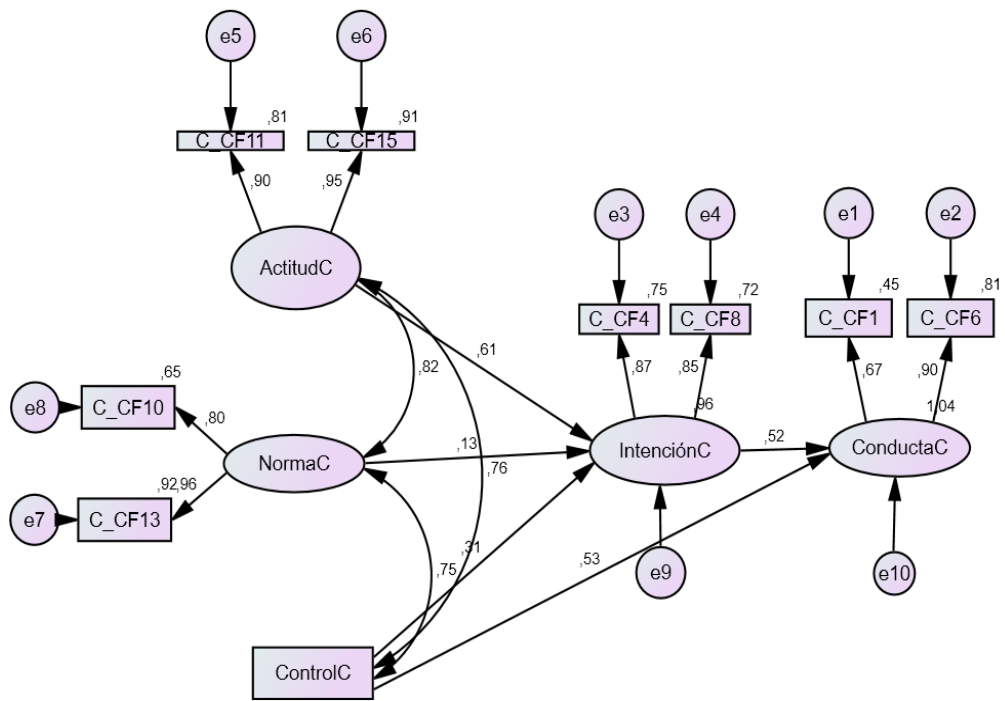 e5
e6
,81
,91
C_CF11
C_CF15
,90
,95
e3
e4
e1
e2
ActitudC
,75
,72
,45
,81
C_CF4
C_CF8
C_CF1
C_CF6
,61
,82
,87
,85
,67
,90
,65
e8
C_CF10
,80
,96
1,04
NormaC
,13
IntenciónC
,52
ConductaC
,76
,92
,96
e7
C_CF13
,31
,75
,53
e9
e10
ControlC